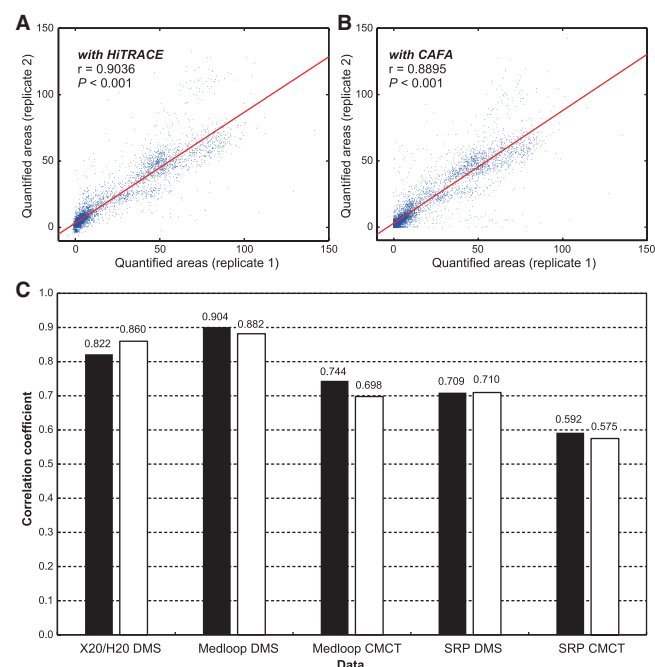 A
with HiTRACE
r = 0.9036
P < 0.001
150
100
50
0
Quantified areas (replicate 2)
0 50 100 150
Quantified areas (replicate 1)
B
with CAFA
r = 0.8895
P < 0.001
150
100
50
0
Quantified areas (replicate 2)
0 50 100 150
Quantified areas (replicate 1)
C
Correlation coefficient
1.0
0.9
0.8
0.7
0.6
0.5
0.4
0.3
0.2
0.1
0.0
0.822 0.860 0.904 0.882 0.744 0.698 0.709 0.710 0.592 0.575
X20/H20 DMS Medloop DMS Medloop CMCT SRP DMS SRP CMCT
Data